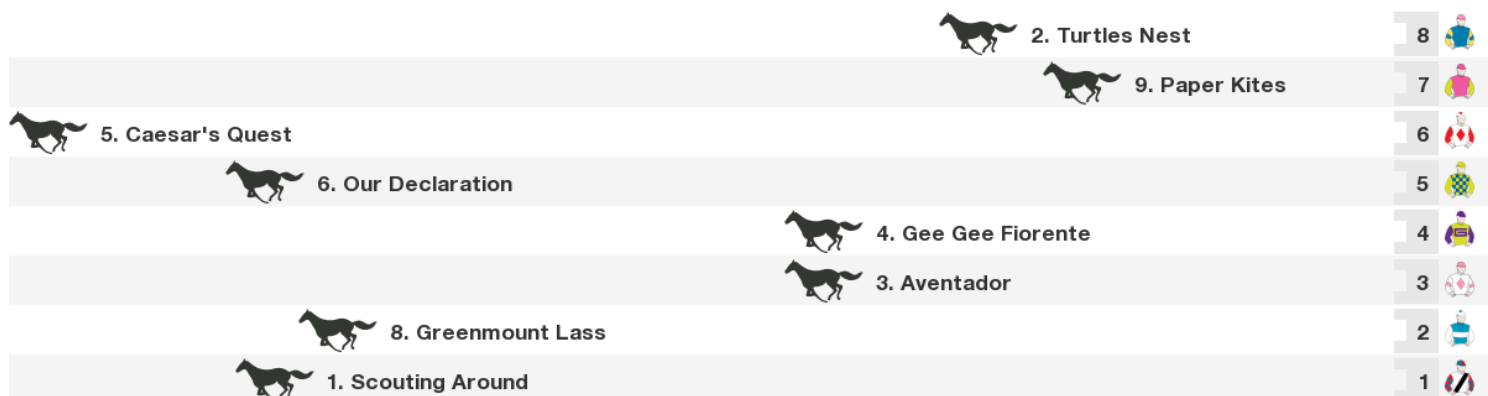 2. Turtles Nest 8
9. Paper Kites 7
5. Caesar's Quest 6
6. Our Declaration 5
4. Gee Gee Fiorente 4
3. Aventador 3
8. Greenmount Lass 2
1. Scouting Around 1